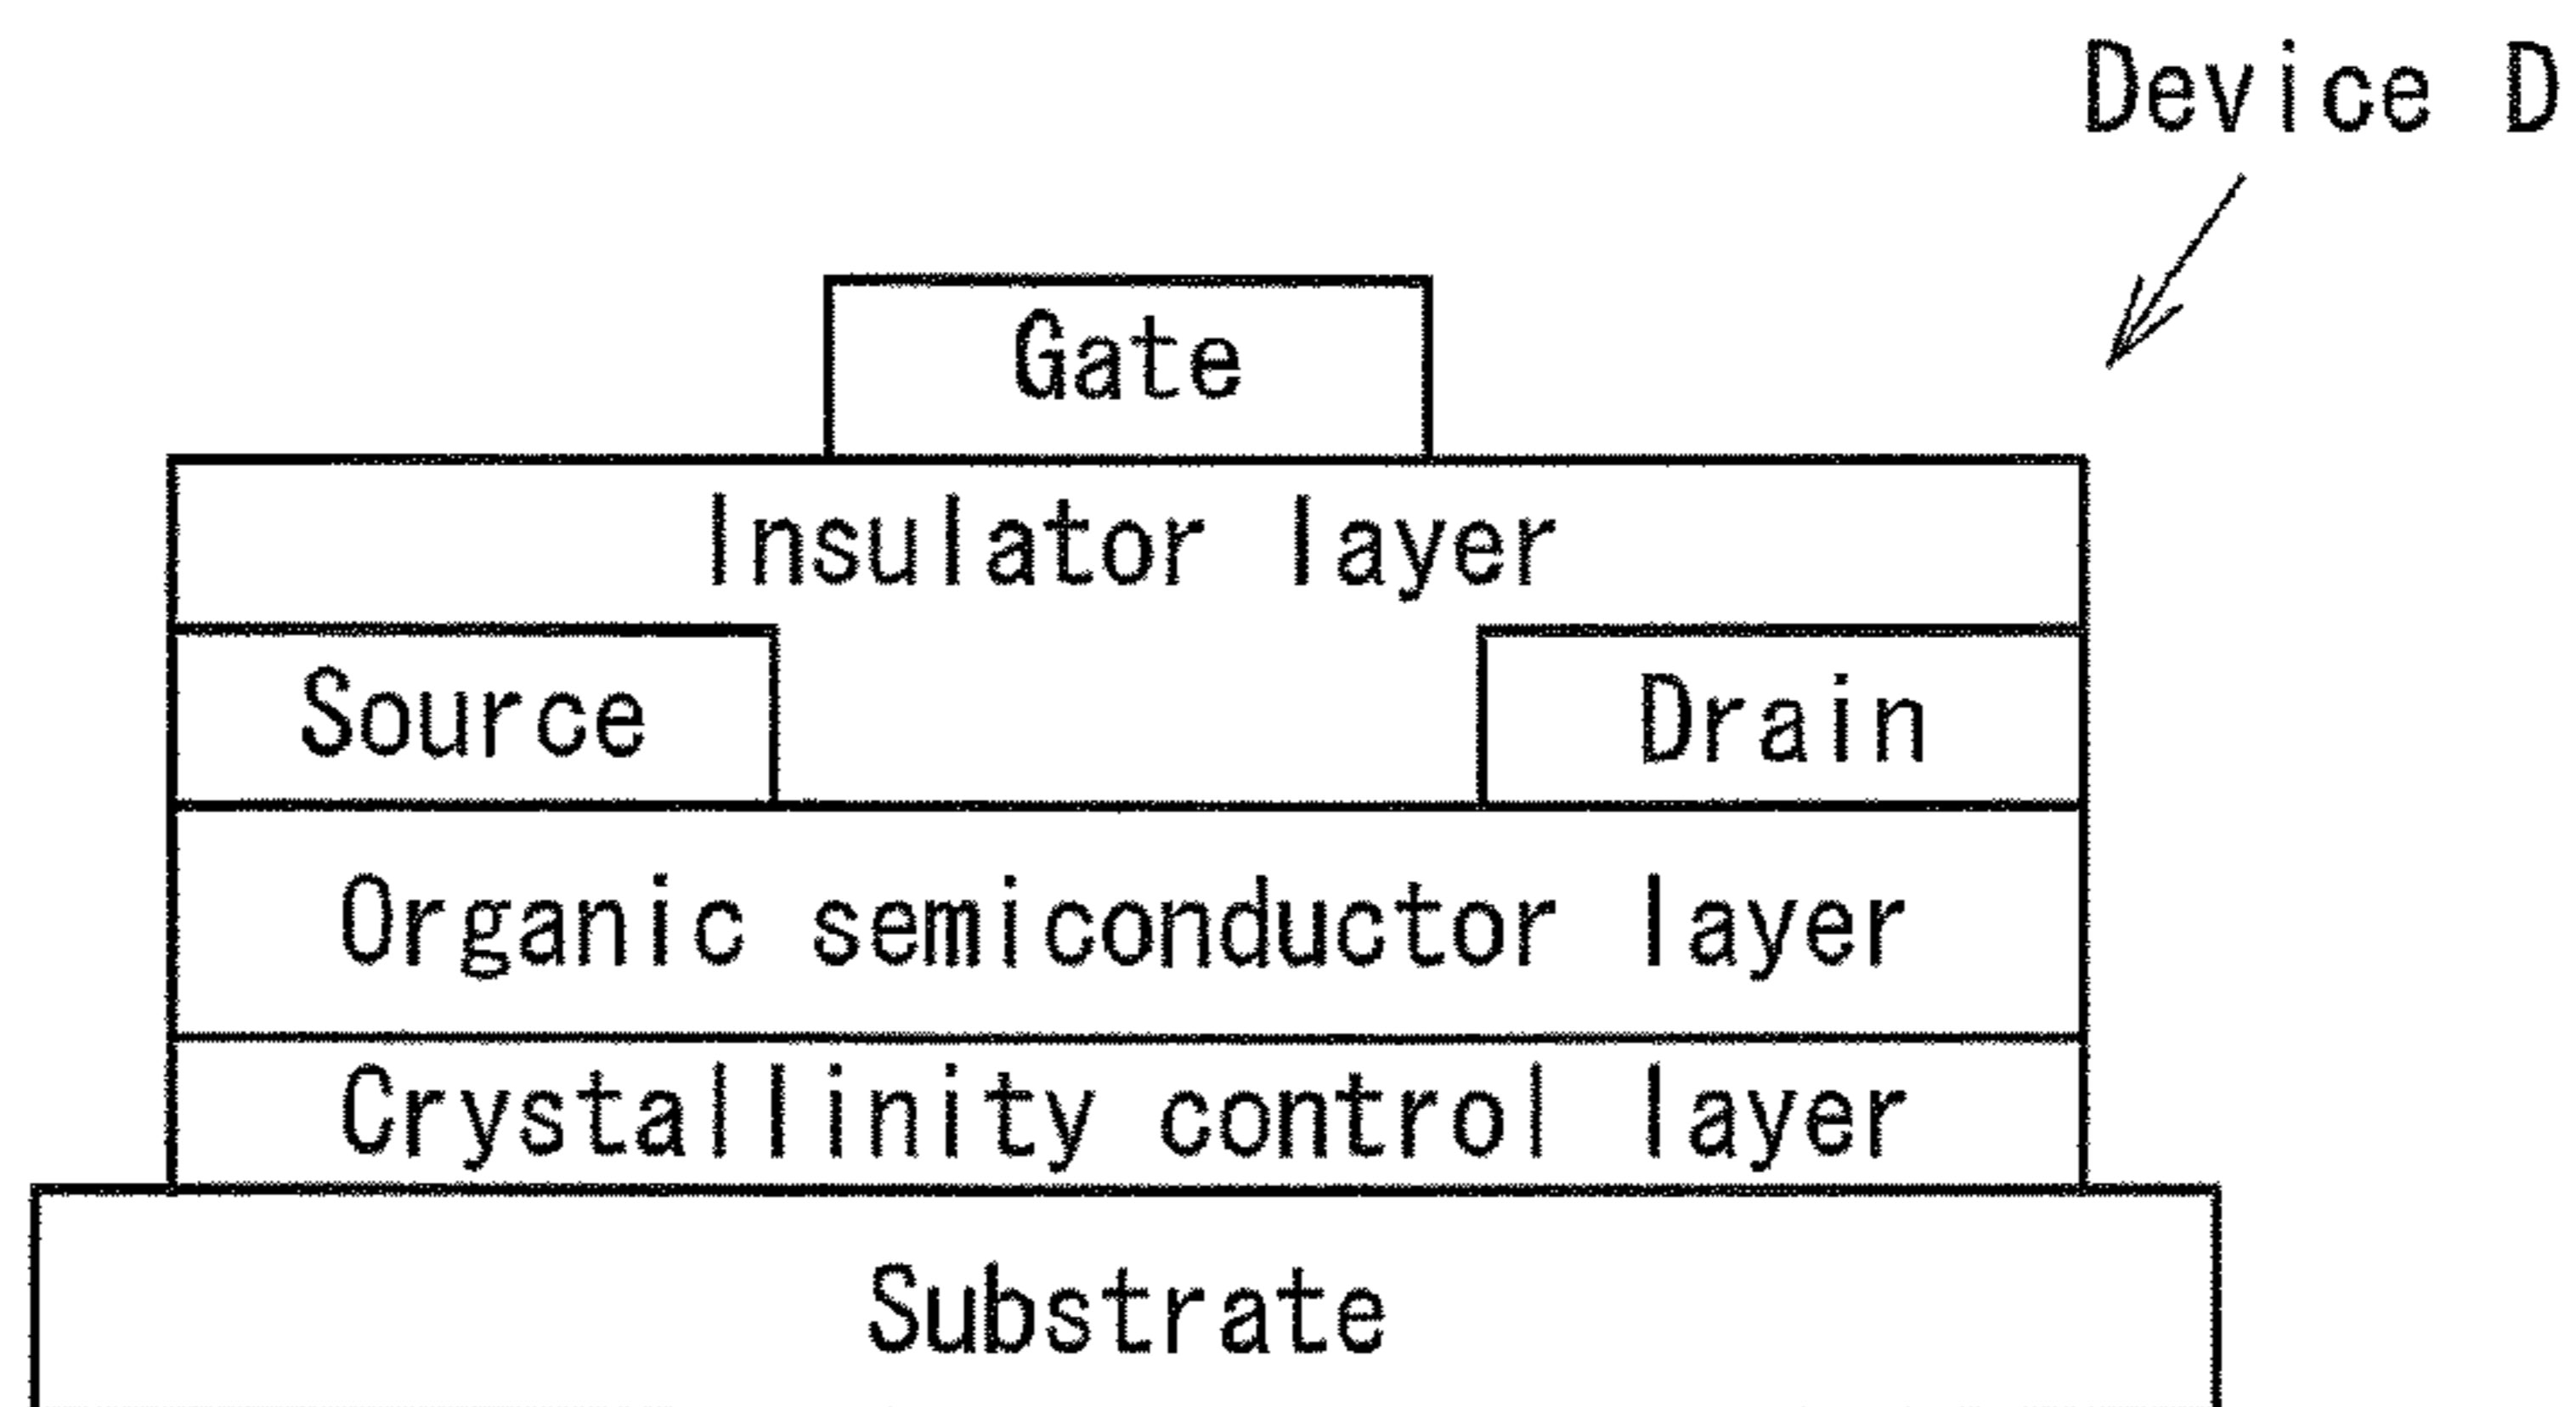 Device D
Gate
Insulator layer
Source
Drain
Organic semiconductor layer
Crystallinity control layer
Substrate